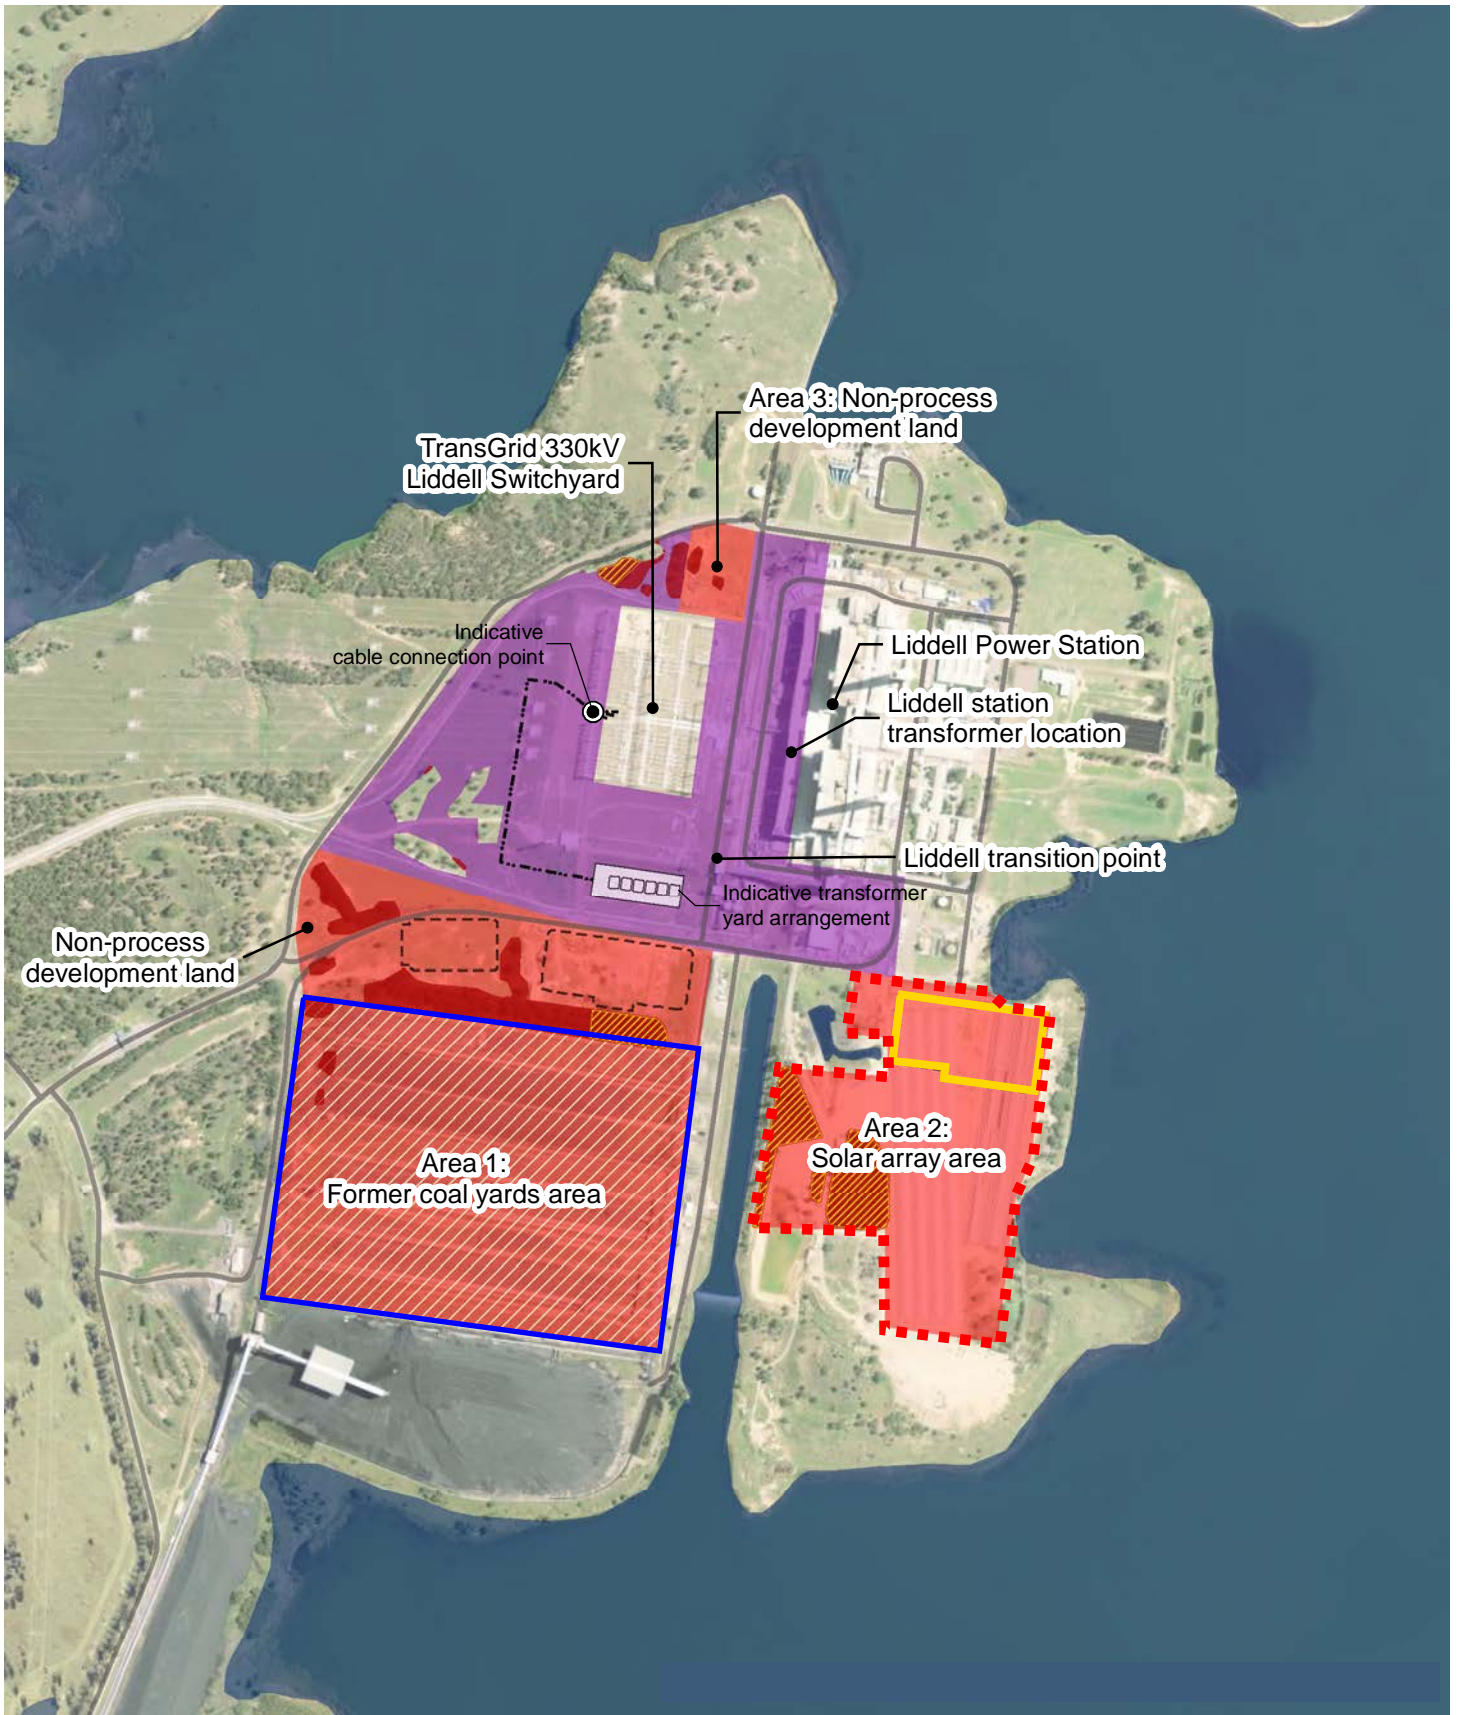 Area 3: Non-process
development land
TransGrid 330kV
Liddell Switchyard
Indicative
cable connection point
Liddell Power Station
Liddell station
transformer location
Liddell transition point
Indicative transformer
yard arrangement
Non-process
development land
Area 2:
Solar array area
Area 1:
Former coal yards area